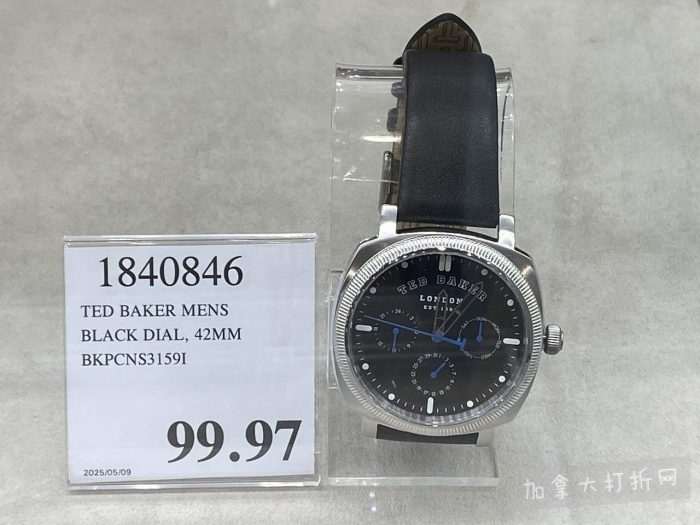 1840846
TED BAKER MENS
BLACK DIAL, 42MM
BKPCNS3159I
99.97
2025/05/09
TED BAKER
LONDON
加拿大打折网